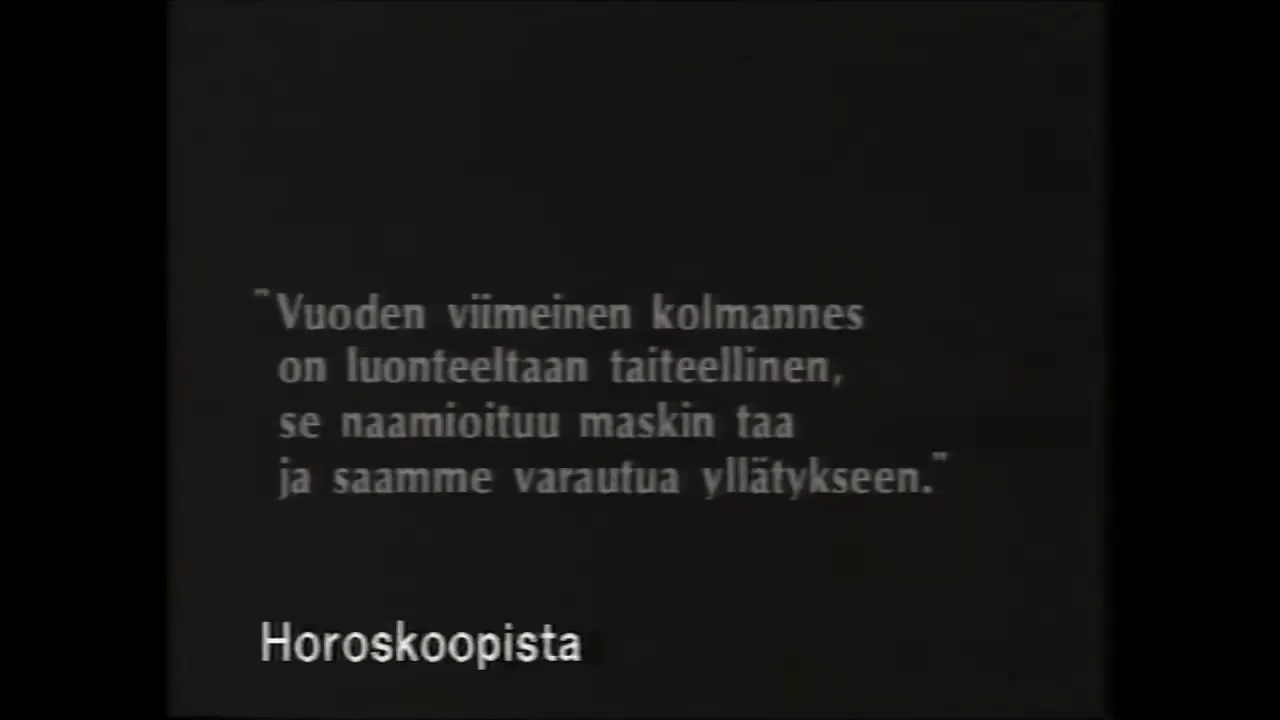 "Vuoden viimeinen kolmannes
on luonteeltaan taiteellinen,
se naamioituu maskin taa
ja saamme varautua yllätykseen."
Horoskoopista